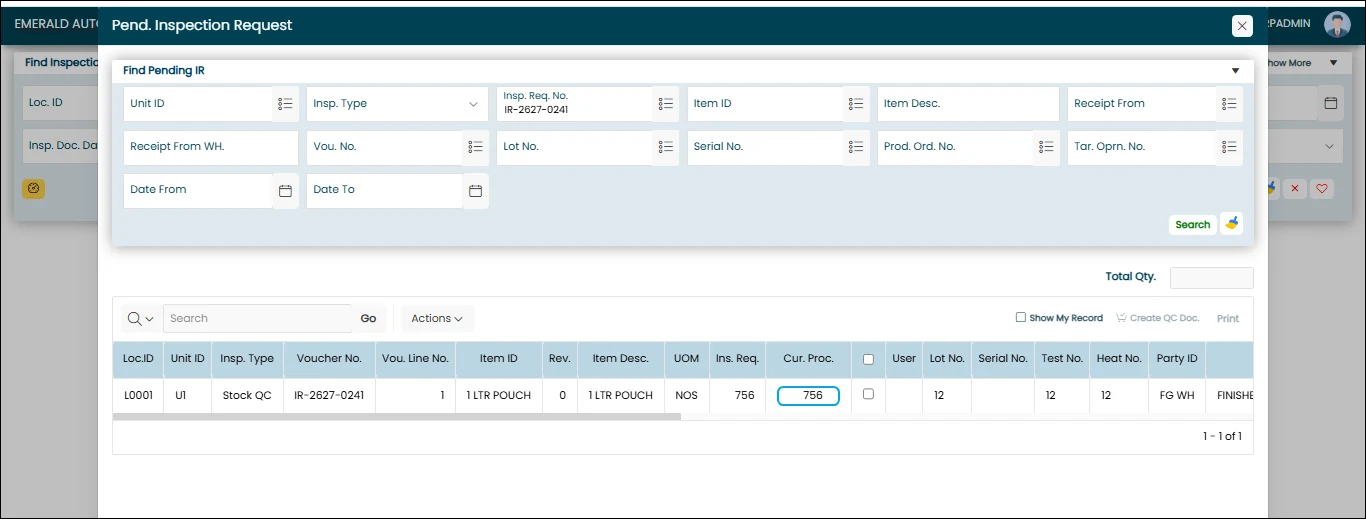 EMERALD AUTO
Pend. Inspection Request
RPADMIN
Find Inspectio
Find Pending IR
how More
Loc. ID
Unit ID
Insp. Type
Insp. Req. No.
IR-2627-0241
Item ID
Item Desc.
Receipt From
Insp. Doc. Da
Receipt From WH.
Vou. No.
Lot No.
Serial No.
Prod. Ord. No.
Tar. Oprn. No.
Date From
Date To
Search
Total Qty.
Search
Go
Actions
Show My Record
Create QC Doc.
Print
Loc.ID Unit ID Insp. Type Voucher No. Vou. Line No. Item ID Rev. Item Desc. UOM Ins. Req. Cur. Proc. User Lot No. Serial No. Test No. Heat No. Party ID
L0001 U1 Stock QC IR-2627-0241 1 1 LTR POUCH 0 1 LTR POUCH NOS 756 756 12 12 12 FG WH FINISHE
1 - 1 of 1